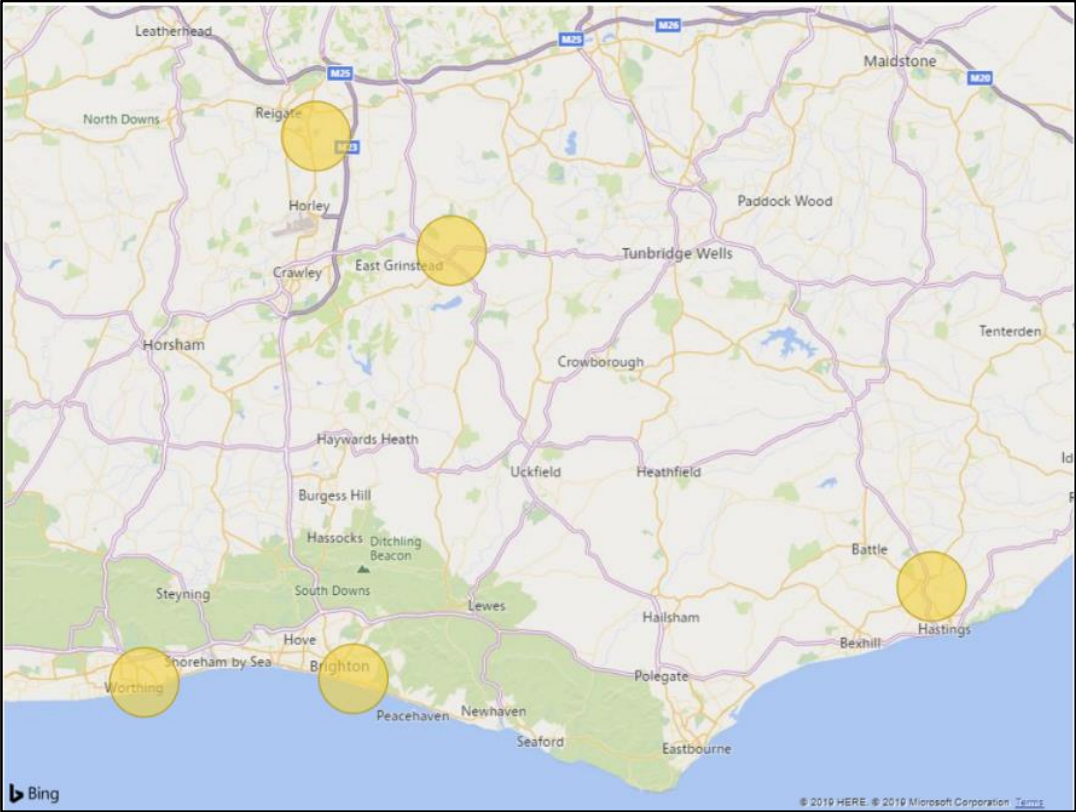 Leatherhead
M25
M26
Maidstone
M25
M20
Reigate
North Downs
M23
Paddock Wood
Horley
Tunbridge Wells
East Grinstead
Crawley
Tenterden
Horsham
Crowborough
Haywards Heath
Uckfield
Heathfield
Id
Burgess Hill
Hassocks
Ditchling
Beacon
Battle
South Downs
Steyning
Lewes
Hailsham
Hastings
Hove
Bexhill
Shoreham by Sea
Brighton
Polegate
Worthing
Peacehaven
Newhaven
Seaford
Eastbourne
Bing
© 2019 HERE, © 2019 Microsoft Corporation Terms